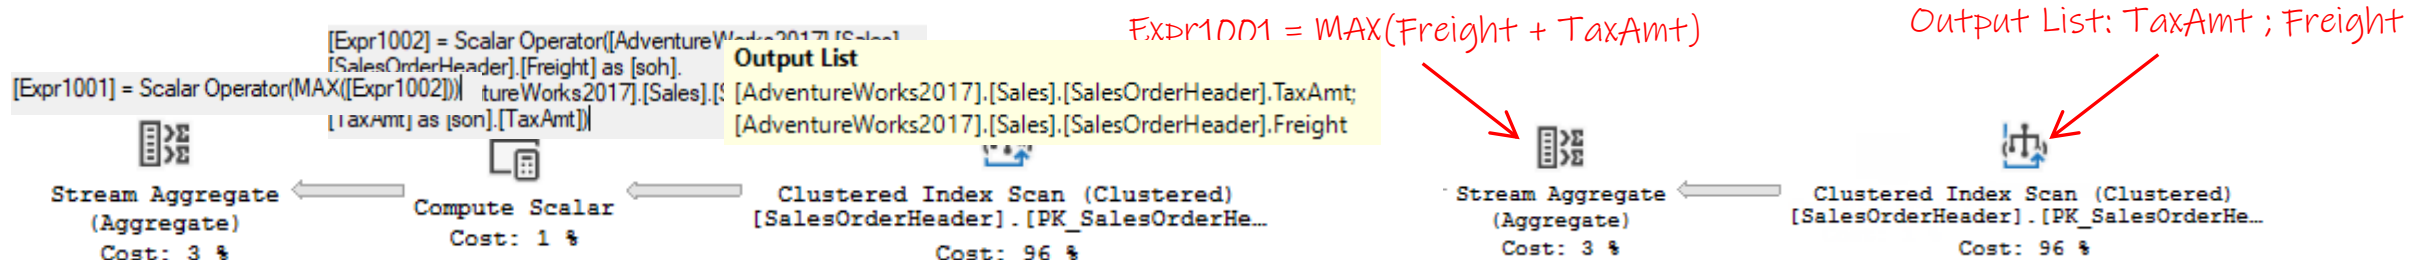 Expr1001 = MAX(Freight + TaxAmt)
Output List: TaxAmt ; Freight
[Expr1002] = Scalar Operator([AdventureWorks2017].[Sales].
[SalesOrderHeader].[Freight] as [soh].
[Expr1001] = Scalar Operator(MAX([Expr1002]))
tureWorks2017].[Sales].[S
[TaxAmt] as [soh].[TaxAmt])
Output List
[AdventureWorks2017].[Sales].[SalesOrderHeader].TaxAmt;
[AdventureWorks2017].[Sales].[SalesOrderHeader].Freight
Stream Aggregate
(Aggregate)
Cost: 3 %
Compute Scalar
Cost: 1 %
Clustered Index Scan (Clustered)
[SalesOrderHeader].[PK_SalesOrderHe…
Cost: 96 %
Stream Aggregate
(Aggregate)
Cost: 3 %
Clustered Index Scan (Clustered)
[SalesOrderHeader].[PK_SalesOrderHe…
Cost: 96 %